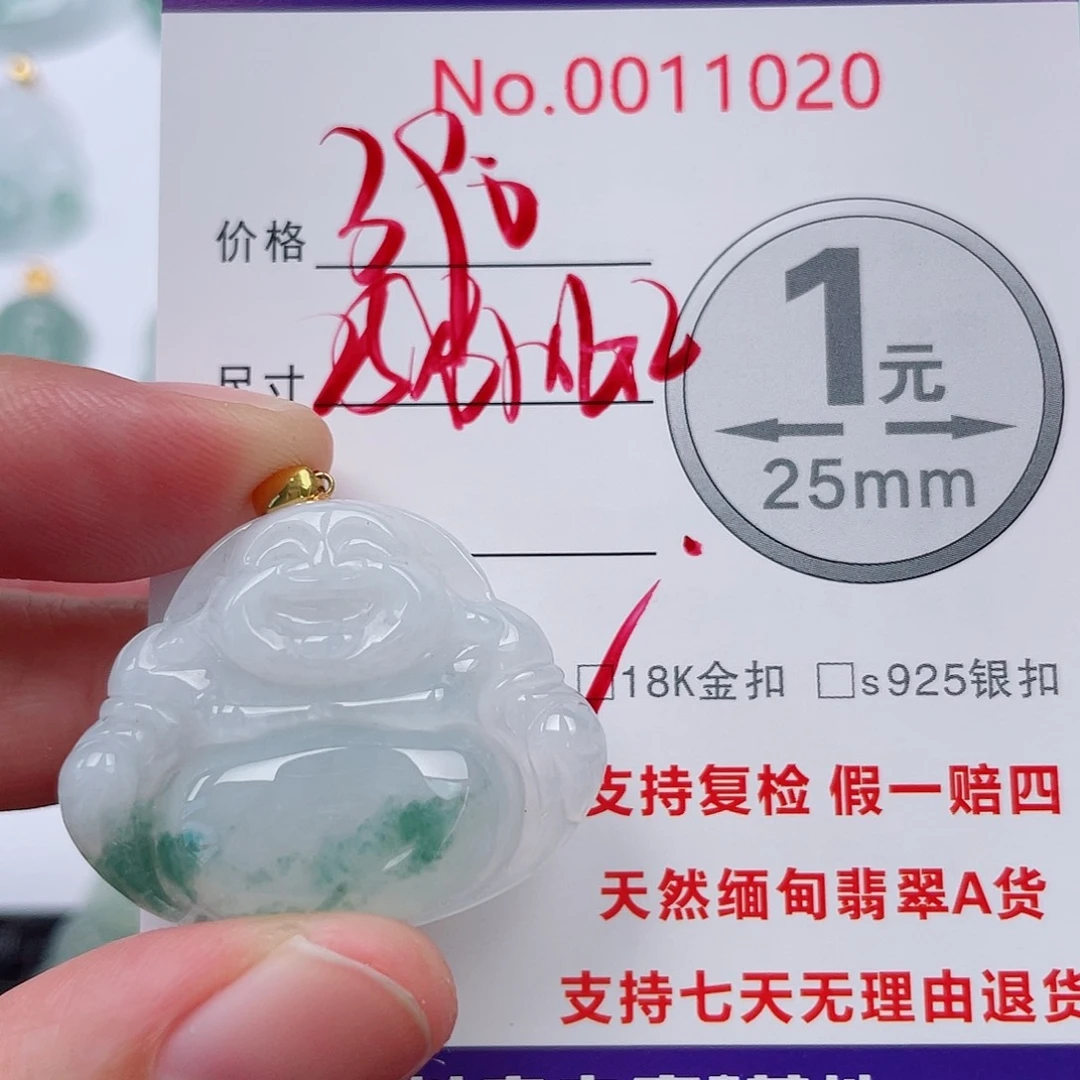 No.0011020
价格
尺寸
1元
25mm
□18K金扣 □s925银扣
支持复检 假一赔四
天然缅甸翡翠A货
支持七天无理由退货